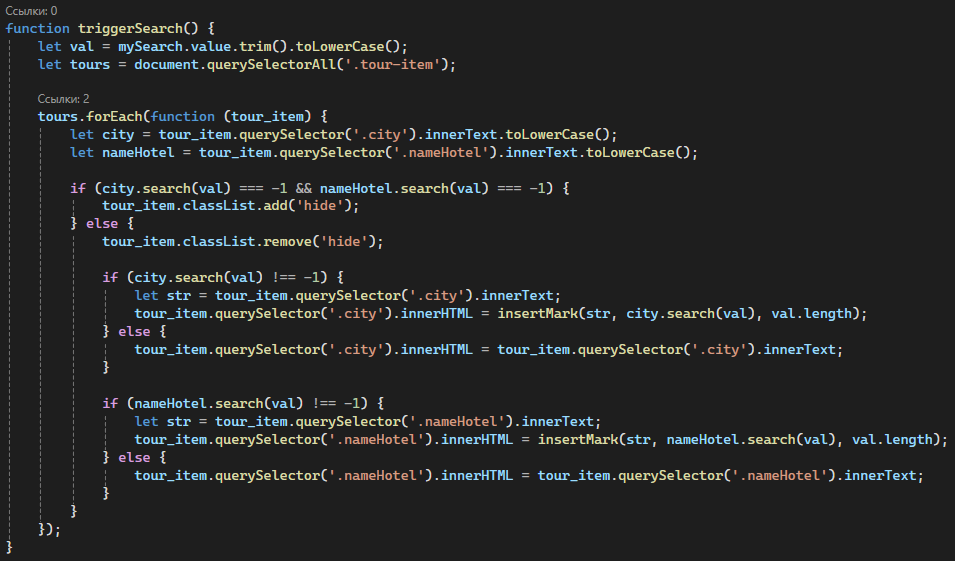 Ссылки: 0
function triggerSearch() {
    let val = mySearch.value.trim().toLowerCase();
    let tours = document.querySelectorAll('.tour-item');

    Ссылки: 2
    tours.forEach(function (tour_item) {
        let city = tour_item.querySelector('.city').innerText.toLowerCase();
        let nameHotel = tour_item.querySelector('.nameHotel').innerText.toLowerCase();

        if (city.search(val) === -1 && nameHotel.search(val) === -1) {
            tour_item.classList.add('hide');
        } else {
            tour_item.classList.remove('hide');

            if (city.search(val) !== -1) {
                let str = tour_item.querySelector('.city').innerText;
                tour_item.querySelector('.city').innerHTML = insertMark(str, city.search(val), val.length);
            } else {
                tour_item.querySelector('.city').innerHTML = tour_item.querySelector('.city').innerText;
            }

            if (nameHotel.search(val) !== -1) {
                let str = tour_item.querySelector('.nameHotel').innerText;
                tour_item.querySelector('.nameHotel').innerHTML = insertMark(str, nameHotel.search(val), val.length);
            } else {
                tour_item.querySelector('.nameHotel').innerHTML = tour_item.querySelector('.nameHotel').innerText;
            }
        }
    });
}